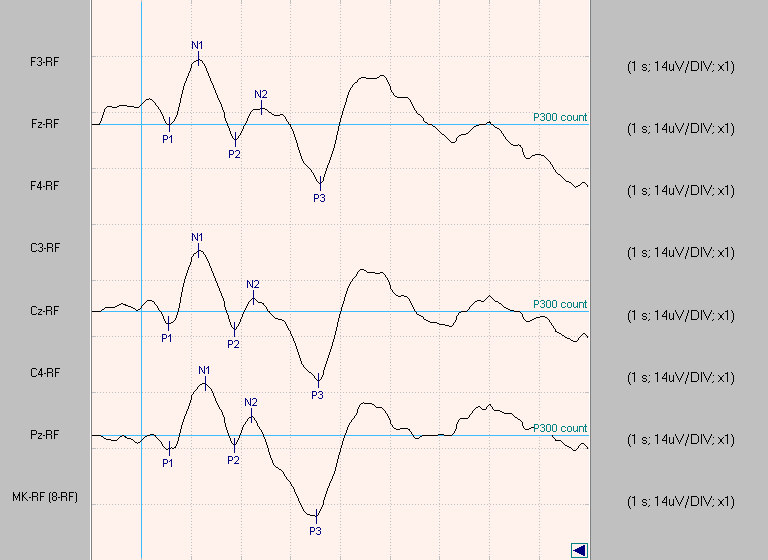 N1
F3-RF
(1 s; 14uV/DIV; x1)
N2
P300 count
Fz-RF
(1 s; 14uV/DIV; x1)
P1
P2
F4-RF
(1 s; 14uV/DIV; x1)
P3
N1
C3-RF
(1 s; 14uV/DIV; x1)
N2
P300 count
Cz-RF
(1 s; 14uV/DIV; x1)
P1
P2
C4-RF
(1 s; 14uV/DIV; x1)
N1
P3
N2
P300 count
Pz-RF
(1 s; 14uV/DIV; x1)
P1
P2
MK-RF (8-RF)
(1 s; 14uV/DIV; x1)
P3